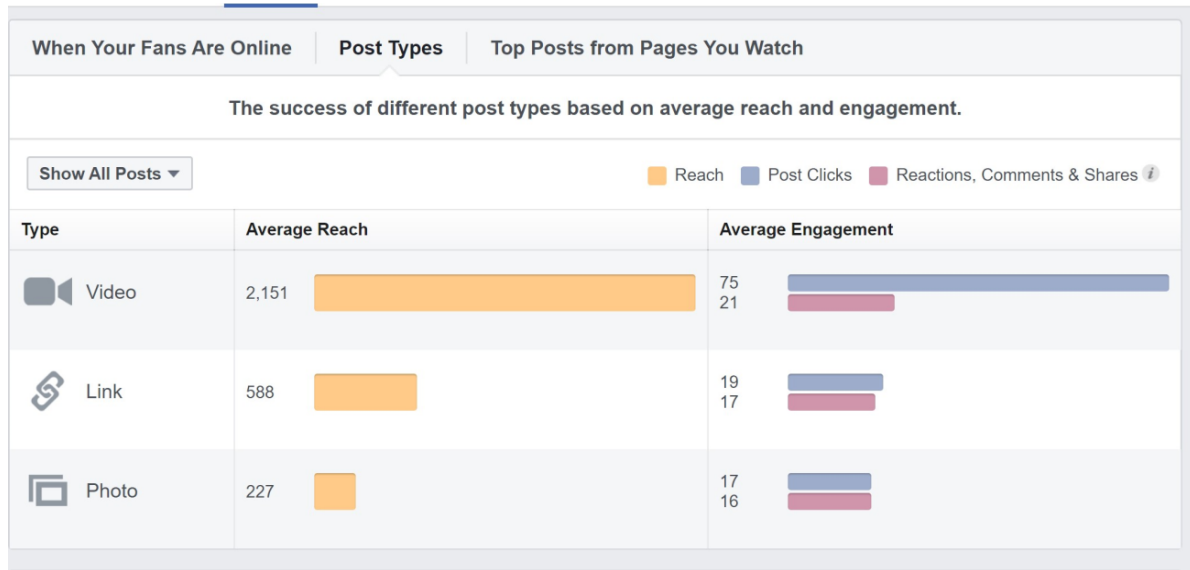 When Your Fans Are Online
Post Types
Top Posts from Pages You Watch
The success of different post types based on average reach and engagement.
Show All Posts
Reach
Post Clicks
Reactions, Comments & Shares i
Type
Average Reach
Average Engagement
Video
2,151
75
21
Link
588
19
17
Photo
227
17
16